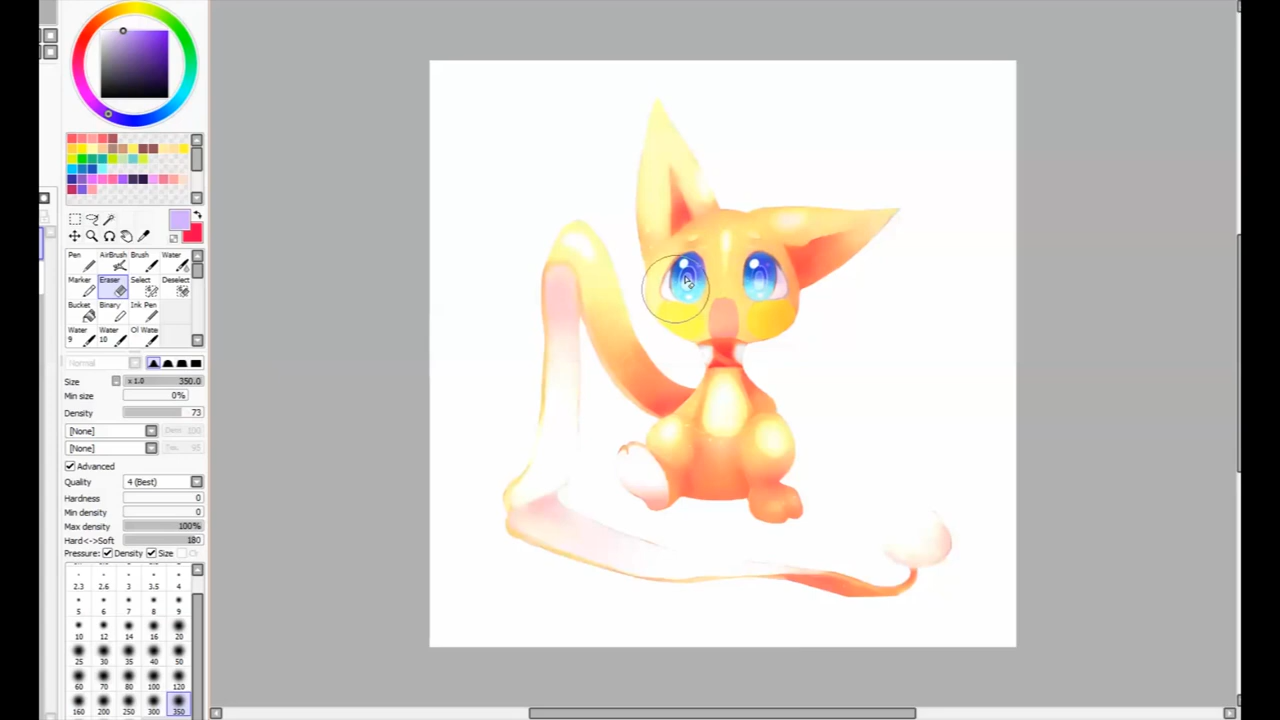 Pen AirBrush Brush Water
Marker Eraser Select Deselect
Bucket Binary Ink Pen
Water Water Ol Wate
9 10
Normal
Size x 1.0 350.0
Min size 0%
Density 73
[None]
[None]
Advanced
Quality 4 (Best)
Hardness 0
Min density 0
Max density 100%
Hard<->Soft 180
Pressure: Density Size
2.3 2.6 3 3.5 4
5 6 7 8 9
10 12 14 16 20
25 30 35 40 50
60 70 80 100 120
160 200 250 300 350